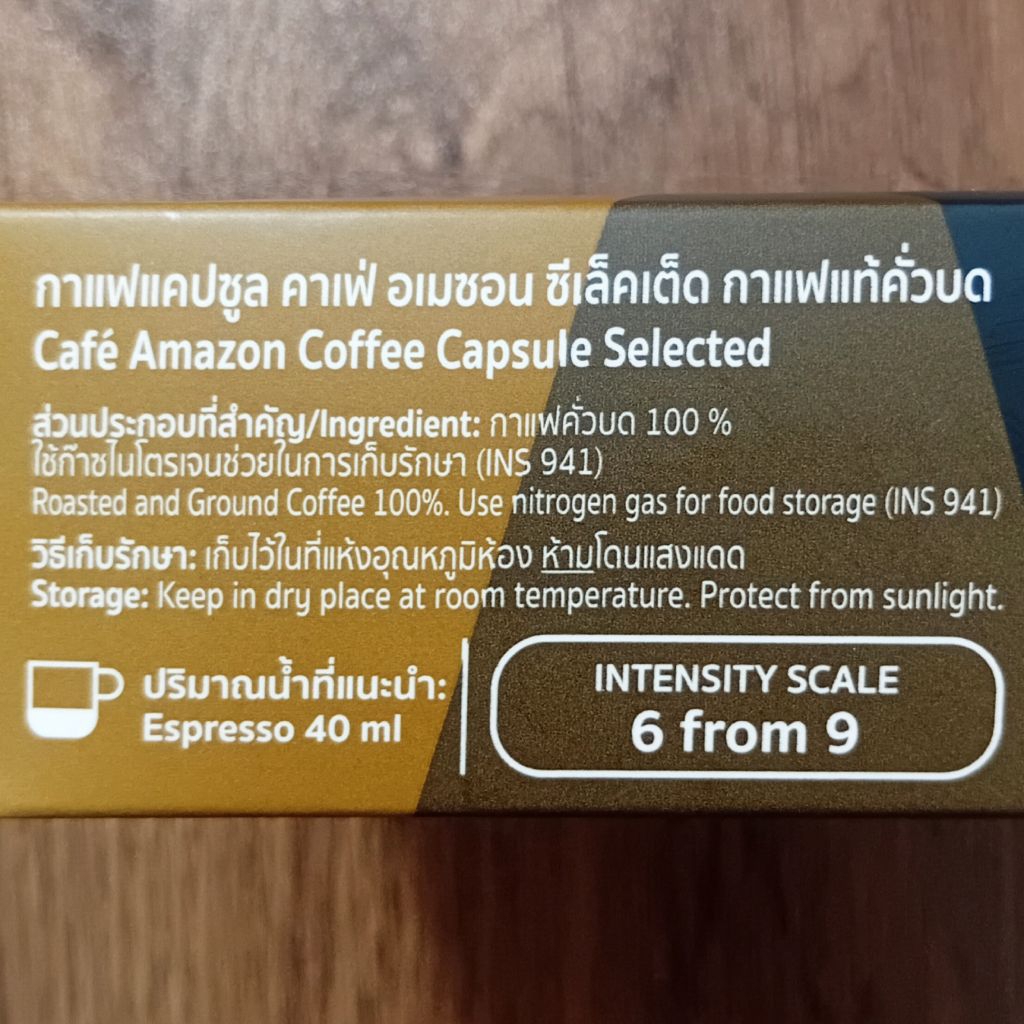 กาแฟแคปซูล คาเฟ่ อเมซอน ซีเล็คเต็ด กาแฟแท้คั่วบด
Café Amazon Coffee Capsule Selected
ส่วนประกอบที่สำคัญ/Ingredient: กาแฟคั่วบด 100 %
ใช้ก๊าซไนโตรเจนช่วยในการเก็บรักษา (INS 941)
Roasted and Ground Coffee 100%. Use nitrogen gas for food storage (INS 941)
วิธีเก็บรักษา: เก็บไว้ในที่แห้งอุณหภูมิห้อง ห้ามโดนแสงแดด
Storage: Keep in dry place at room temperature. Protect from sunlight.
ปริมาณน้ำที่แนะนำ:
Espresso 40 ml
INTENSITY SCALE
6 from 9